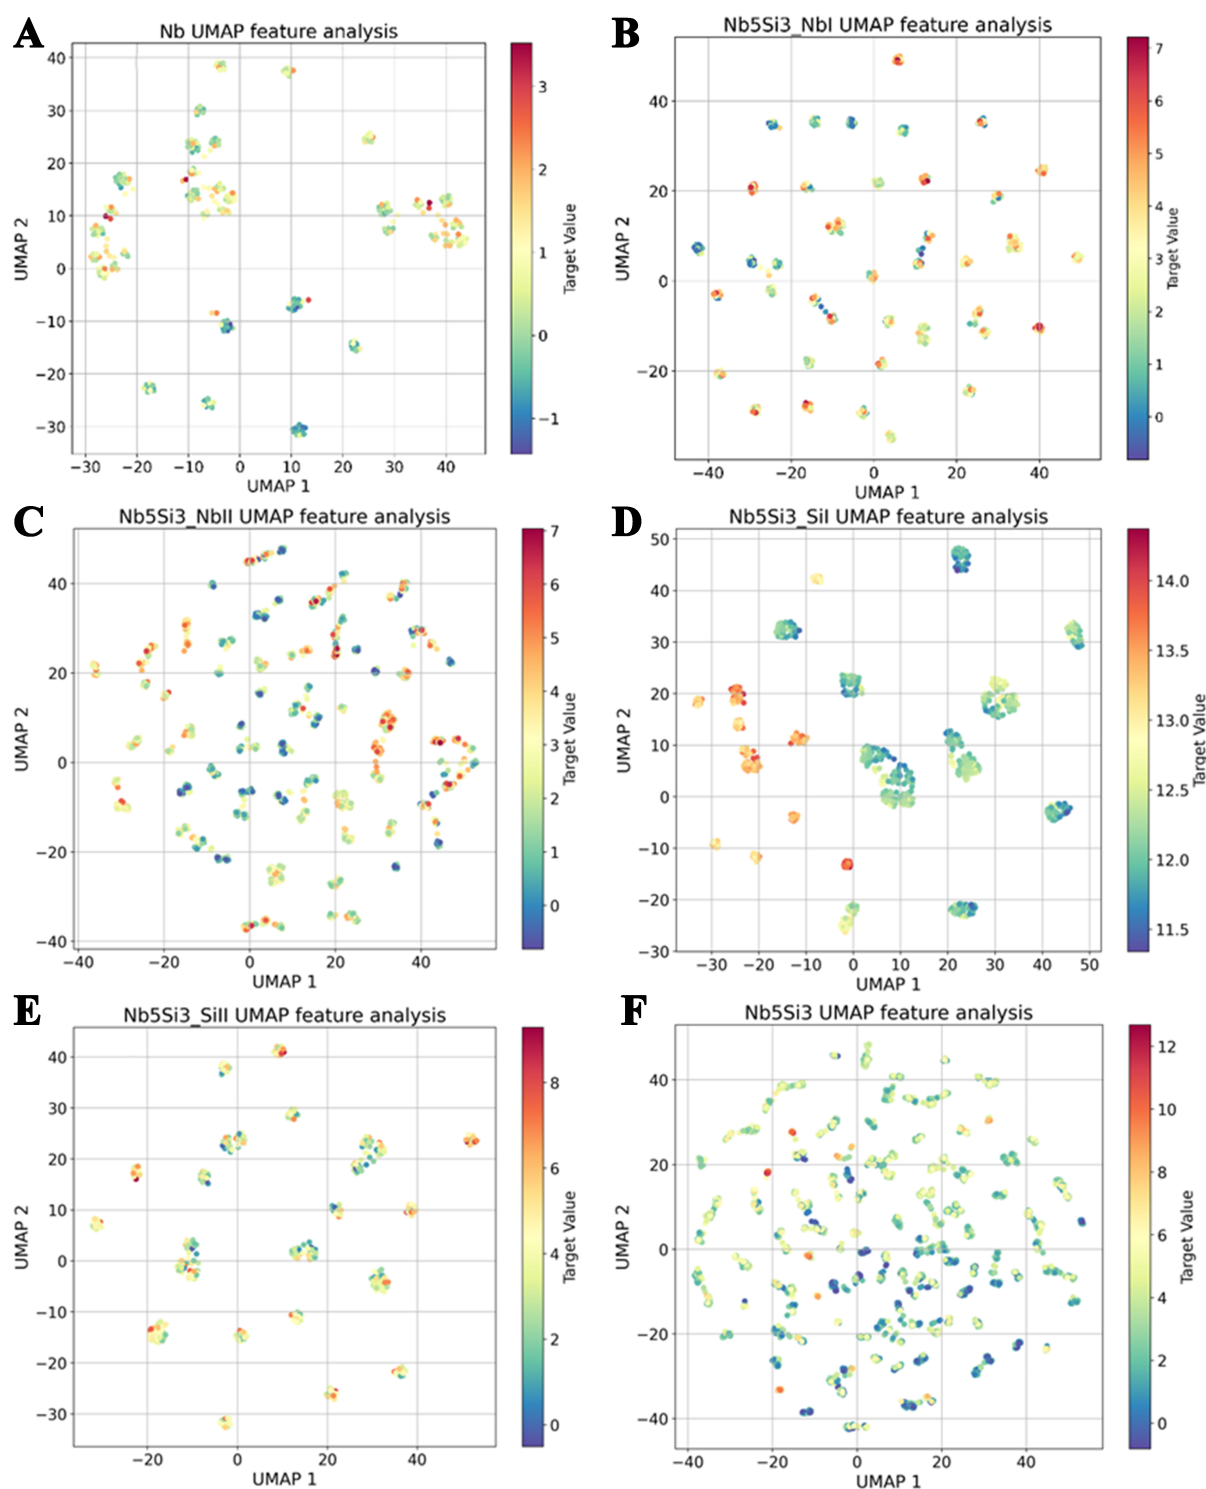 A
Nb UMAP feature analysis
40
30
20
10
0
−10
−20
−30
−30 −20 −10 0 10 20 30 40
UMAP 1
UMAP 2
3
2
1
0
−1
Target Value
B
Nb5Si3_NbI UMAP feature analysis
40
20
0
−20
−40 −20 0 20 40
UMAP 1
UMAP 2
7
6
5
4
3
2
1
0
Target Value
C
Nb5Si3_NbII UMAP feature analysis
40
20
0
−20
−40
−40 −20 0 20 40
UMAP 1
UMAP 2
7
6
5
4
3
2
1
0
Target Value
D
Nb5Si3_SiI UMAP feature analysis
50
40
30
20
10
0
−10
−20
−30
−30 −20 −10 0 10 20 30 40 50
UMAP 1
UMAP 2
14.0
13.5
13.0
12.5
12.0
11.5
Target Value
E
Nb5Si3_SiII UMAP feature analysis
40
30
20
10
0
−10
−20
−30
−20 0 20 40
UMAP 1
UMAP 2
8
6
4
2
0
Target Value
F
Nb5Si3 UMAP feature analysis
40
20
0
−20
−40
−40 −20 0 20 40
UMAP 1
UMAP 2
12
10
8
6
4
2
0
Target Value